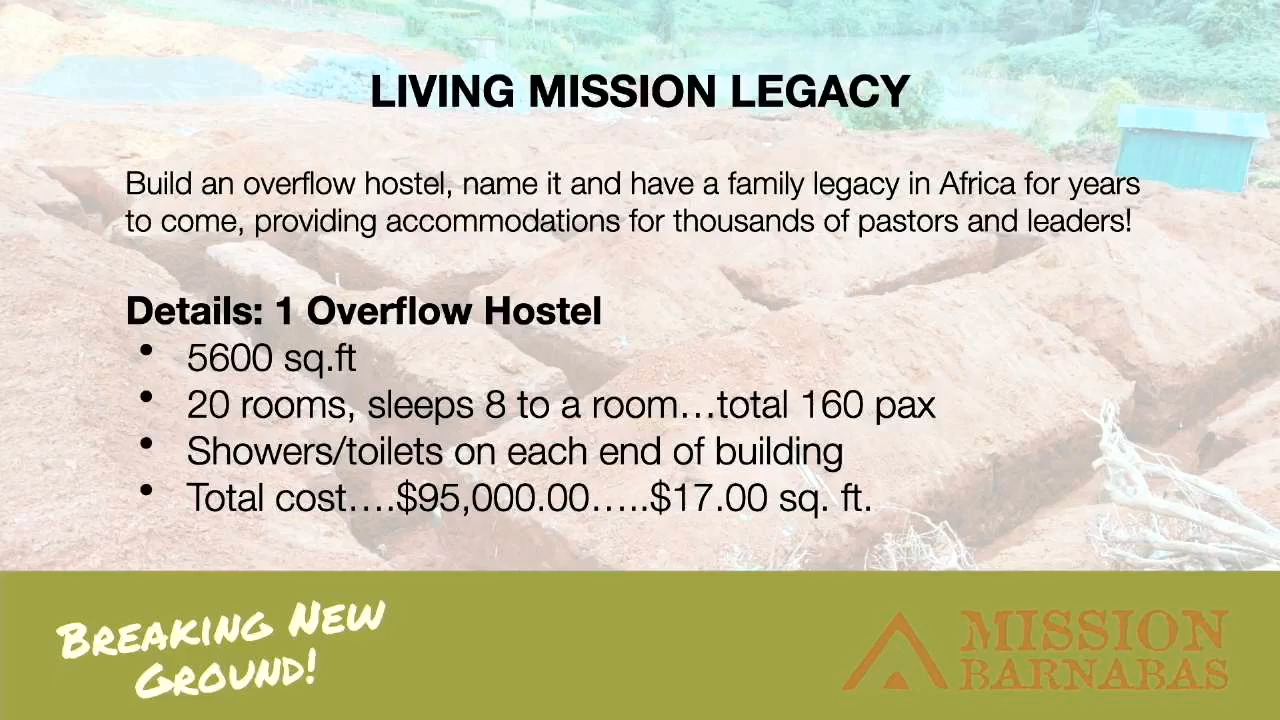 LIVING MISSION LEGACY
Build an overflow hostel, name it and have a family legacy in Africa for years
to come, providing accommodations for thousands of pastors and leaders!
Details: 1 Overflow Hostel
• 5600 sq.ft
• 20 rooms, sleeps 8 to a room…total 160 pax
• Showers/toilets on each end of building
• Total cost….$95,000.00…..$17.00 sq. ft.
BREAKING NEW
GROUND!
MISSION
BARNABAS